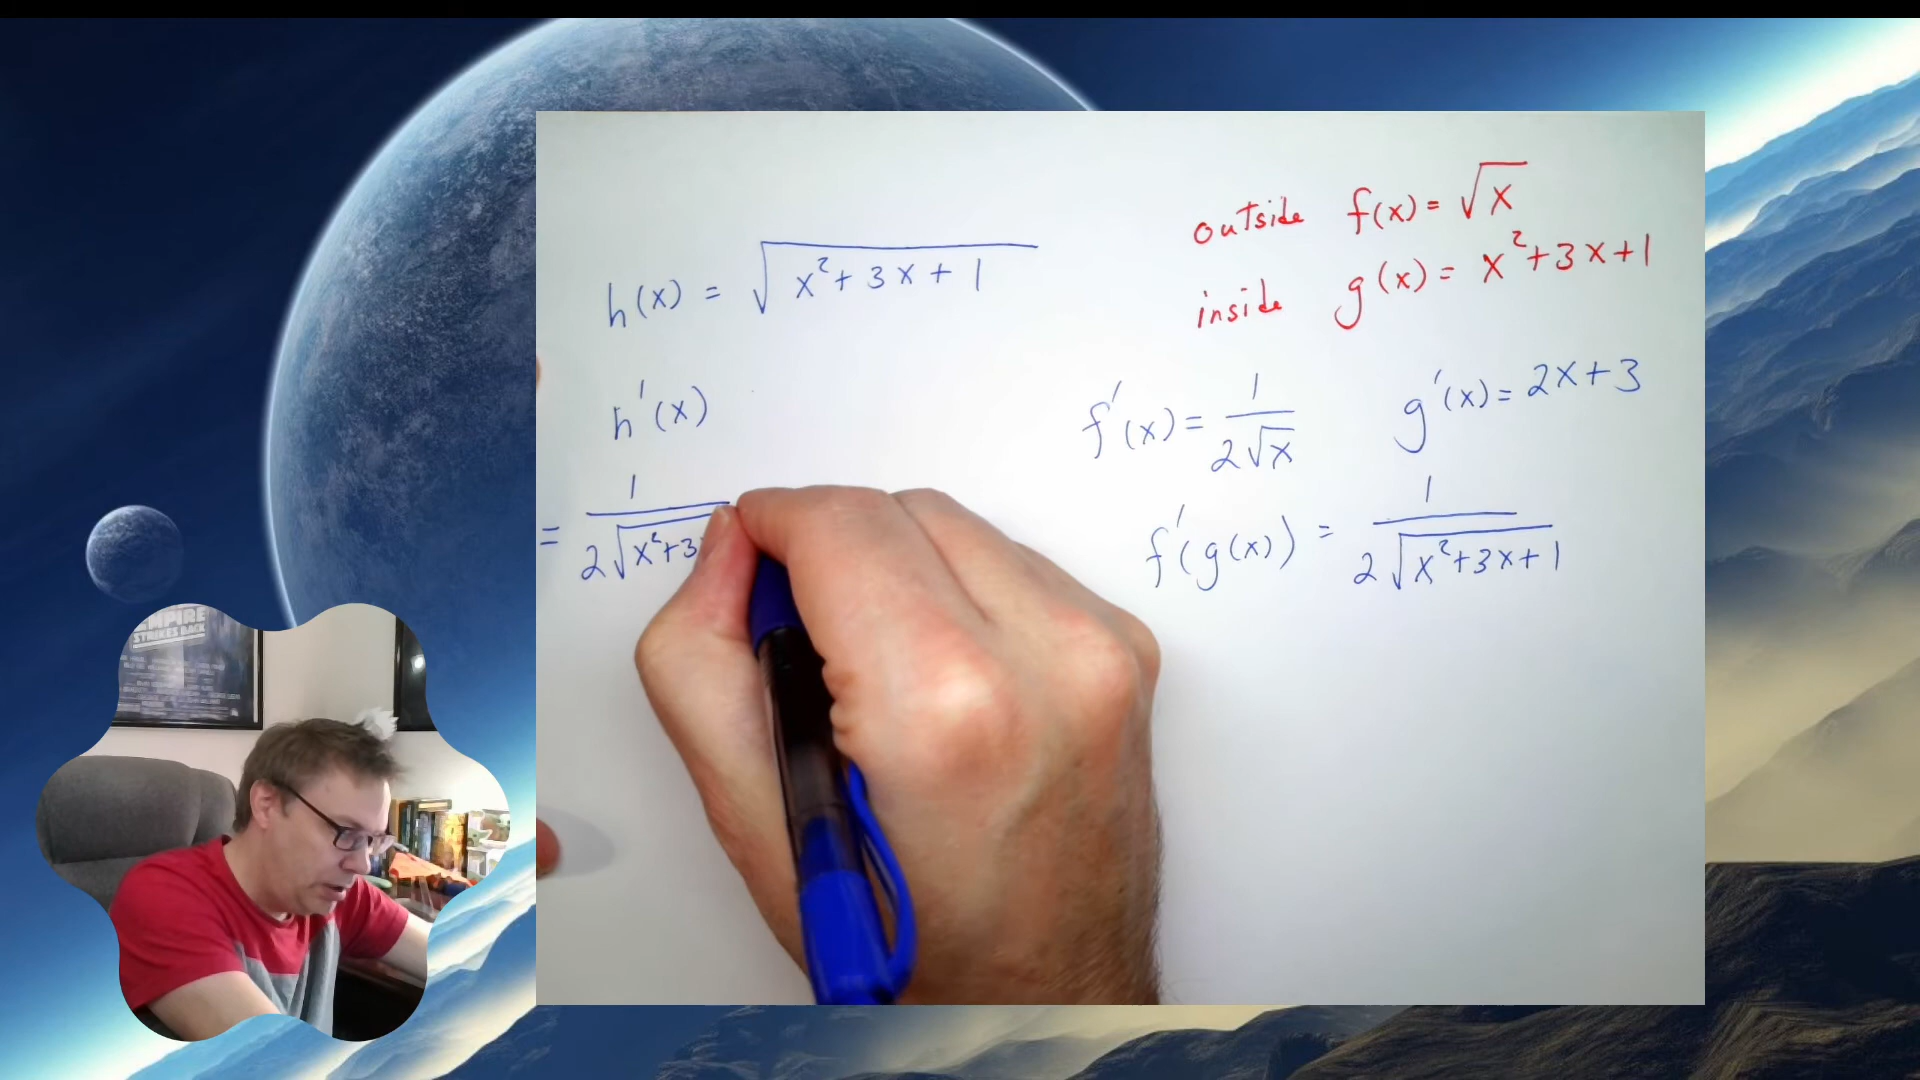 h(x) = √(x²+3x+1)
outside f(x) = √x
inside g(x) = x²+3x+1
h'(x)
f'(x) = 1/(2√x) g'(x) = 2x+3
= 1/(2√(x²+3
f'(g(x)) = 1/(2√(x²+3x+1))
EMPIRE
STRIKES BACK